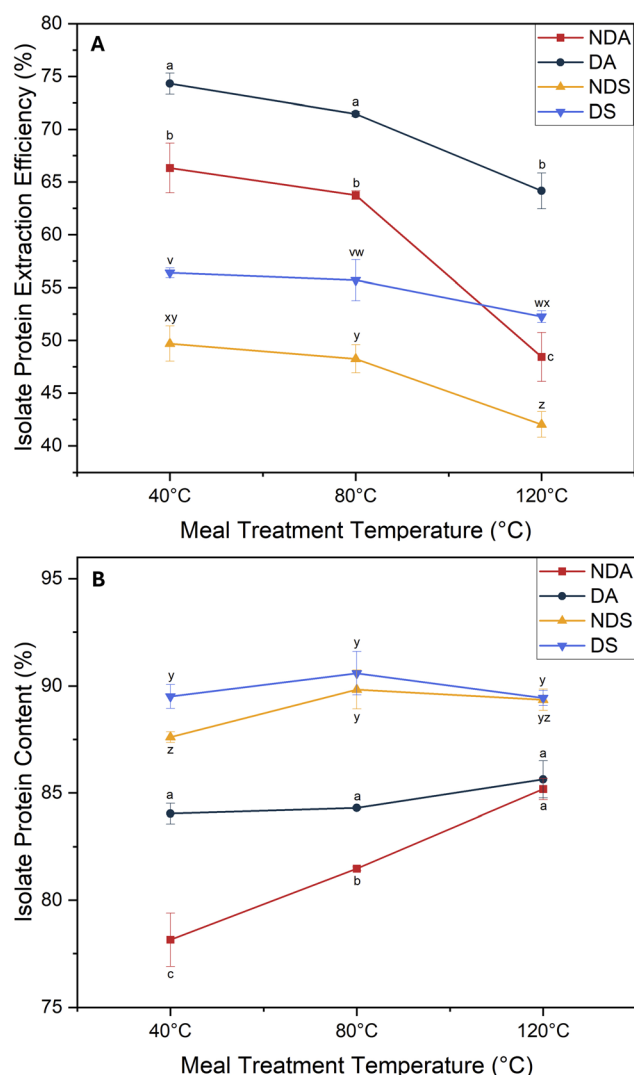 A
NDA
DA
NDS
DS
Isolate Protein Extraction Efficiency (%)
80
75
70
65
60
55
50
45
40
a
a
b
b
b
c
v
vw
wx
xy
y
z
40°C
80°C
120°C
Meal Treatment Temperature (°C)
B
NDA
DA
NDS
DS
Isolate Protein Content (%)
95
90
85
80
75
y
y
y
z
y
yz
a
a
a
c
b
a
40°C
80°C
120°C
Meal Treatment Temperature (°C)